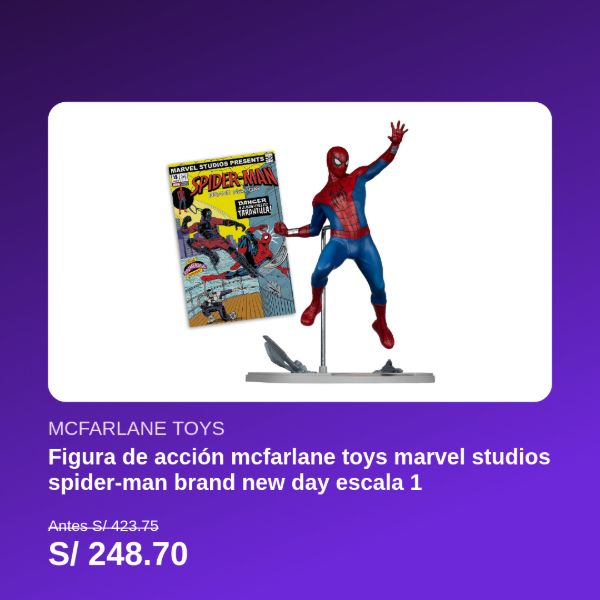 MARVEL STUDIOS PRESENTS
SPIDER-MAN
DANGER
TARANTULA!
MCFARLANE TOYS
Figura de acción mcfarlane toys marvel studios
spider-man brand new day escala 1
Antes S/ 423.75
S/ 248.70